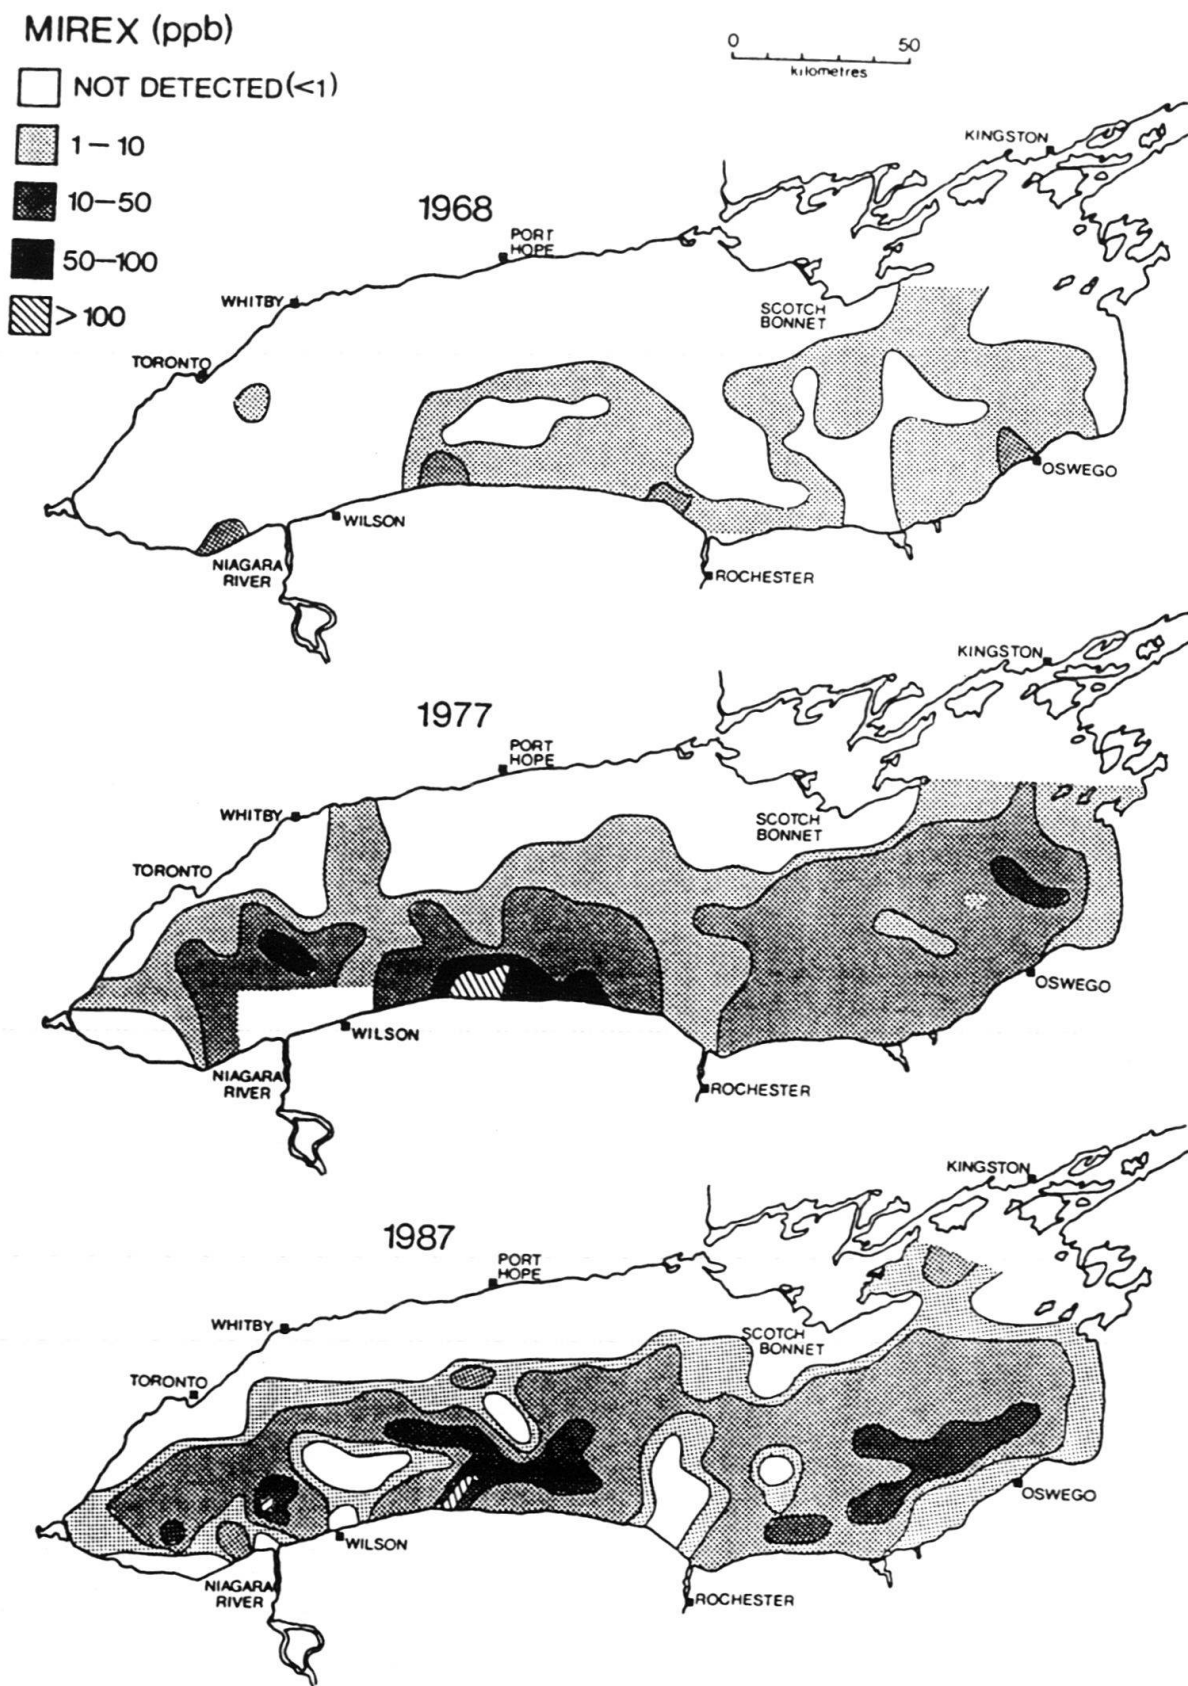 MIREX (ppb)
NOT DETECTED (<1)
1-10
10-50
50-100
>100
0 50
kilometres
1968
KINGSTON
PORT
HOPE
WHITBY
SCOTCH
BONNET
TORONTO
OSWEGO
WILSON
NIAGARA
RIVER
ROCHESTER
1977
KINGSTON
PORT
HOPE
WHITBY
SCOTCH
BONNET
TORONTO
OSWEGO
WILSON
NIAGARA
RIVER
ROCHESTER
1987
KINGSTON
PORT
HOPE
WHITBY
SCOTCH
BONNET
TORONTO
OSWEGO
WILSON
NIAGARA
RIVER
ROCHESTER